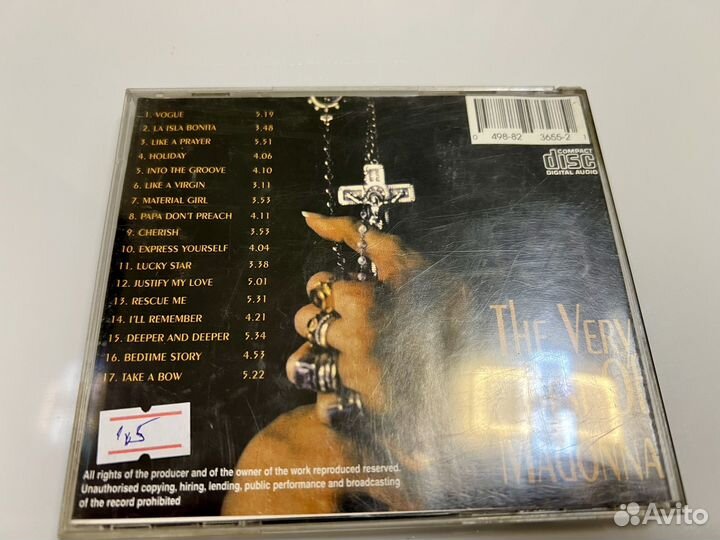 1. VOGUE 5.19
2. LA ISLA BONITA 3.48
3. LIKE A PRAYER 5.51
4. HOLIDAY 4.06
5. INTO THE GROOVE 4.10
6. LIKE A VIRGIN 3.11
7. MATERIAL GIRL 3.53
8. PAPA DON'T PREACH 4.11
9. CHERISH 3.53
10. EXPRESS YOURSELF 4.04
11. LUCKY STAR 3.38
12. JUSTIFY MY LOVE 5.01
13. RESCUE ME 5.31
14. I'LL REMEMBER 4.21
15. DEEPER AND DEEPER 5.34
16. BEDTIME STORY 4.53
17. TAKE A BOW 5.22
0 498-82 3655-2 1
COMPACT
disc
DIGITAL AUDIO
THE VERY
OF
MADONNA
All rights of the producer and of the owner of the work reproduced reserved.
Unauthorised copying, hiring, lending, public performance and broadcasting
of the record prohibited
Avito